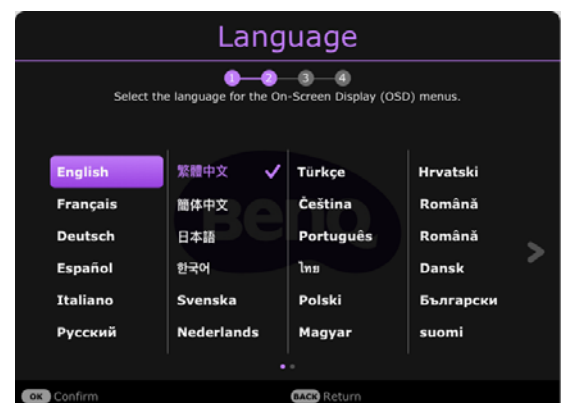 Language
1 2 3 4
Select the language for the On-Screen Display (OSD) menus.
English 繁體中文 Türkçe Hrvatski
Français 簡体中文 Čeština Română
Deutsch 日本語 Português Română
Español 한국어 ไทย Dansk
Italiano Svenska Polski Български
Русский Nederlands Magyar suomi
BenQ
OK Confirm BACK Return